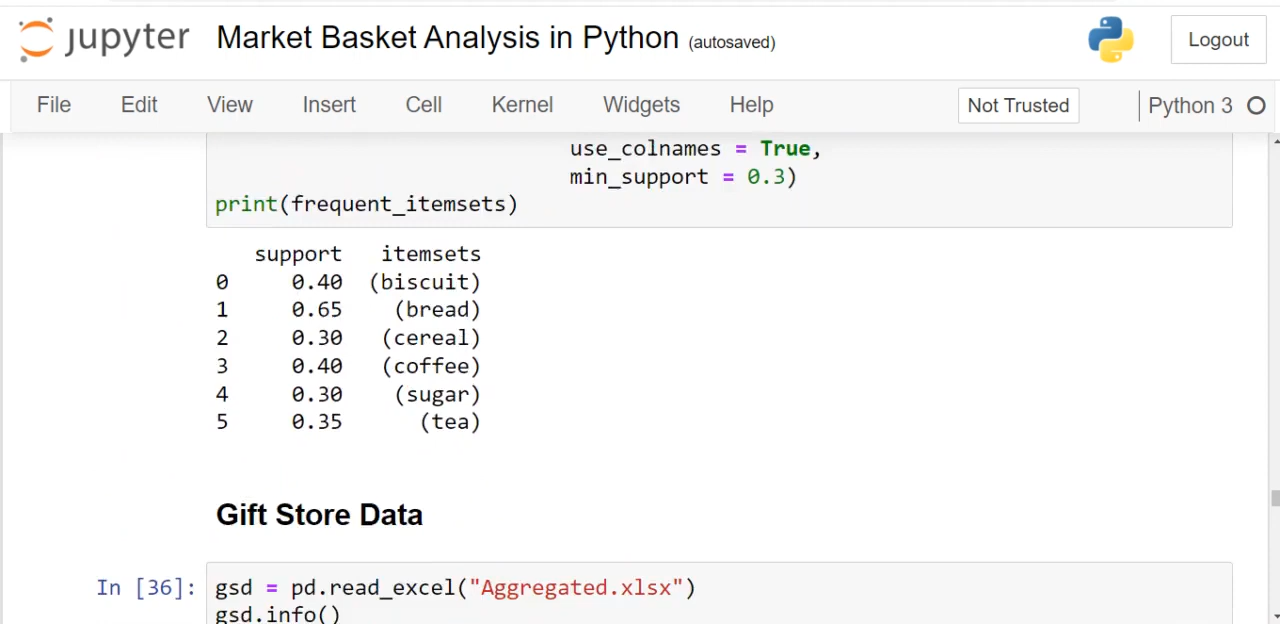 jupyter Market Basket Analysis in Python (autosaved) Logout
File Edit View Insert Cell Kernel Widgets Help Not Trusted Python 3
use_colnames = True,
min_support = 0.3)
print(frequent_itemsets)
support itemsets
0 0.40 (biscuit)
1 0.65 (bread)
2 0.30 (cereal)
3 0.40 (coffee)
4 0.30 (sugar)
5 0.35 (tea)
Gift Store Data
In [36]: gsd = pd.read_excel("Aggregated.xlsx")
gsd.info()